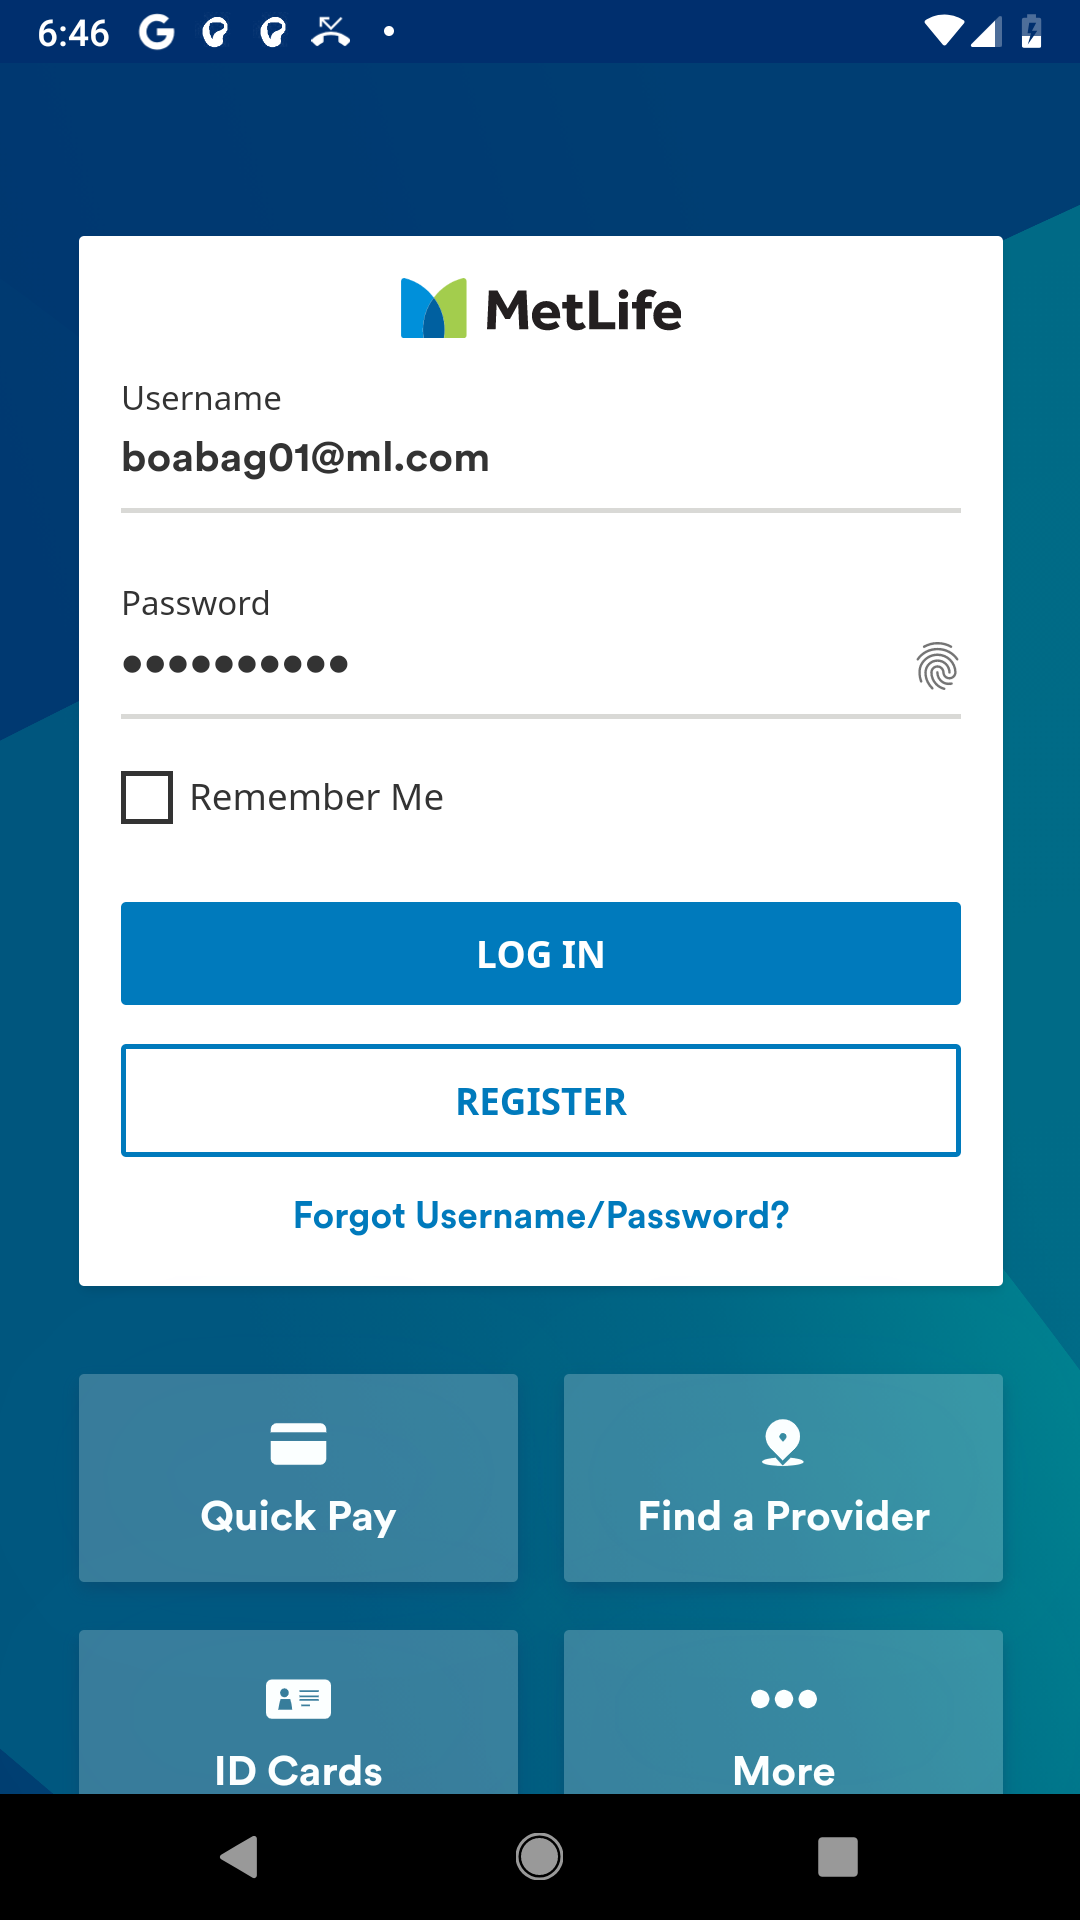 6:46
MetLife
Username
boabag01@ml.com
Password
••••••••••
Remember Me
LOG IN
REGISTER
Forgot Username/Password?
Quick Pay
Find a Provider
ID Cards
More